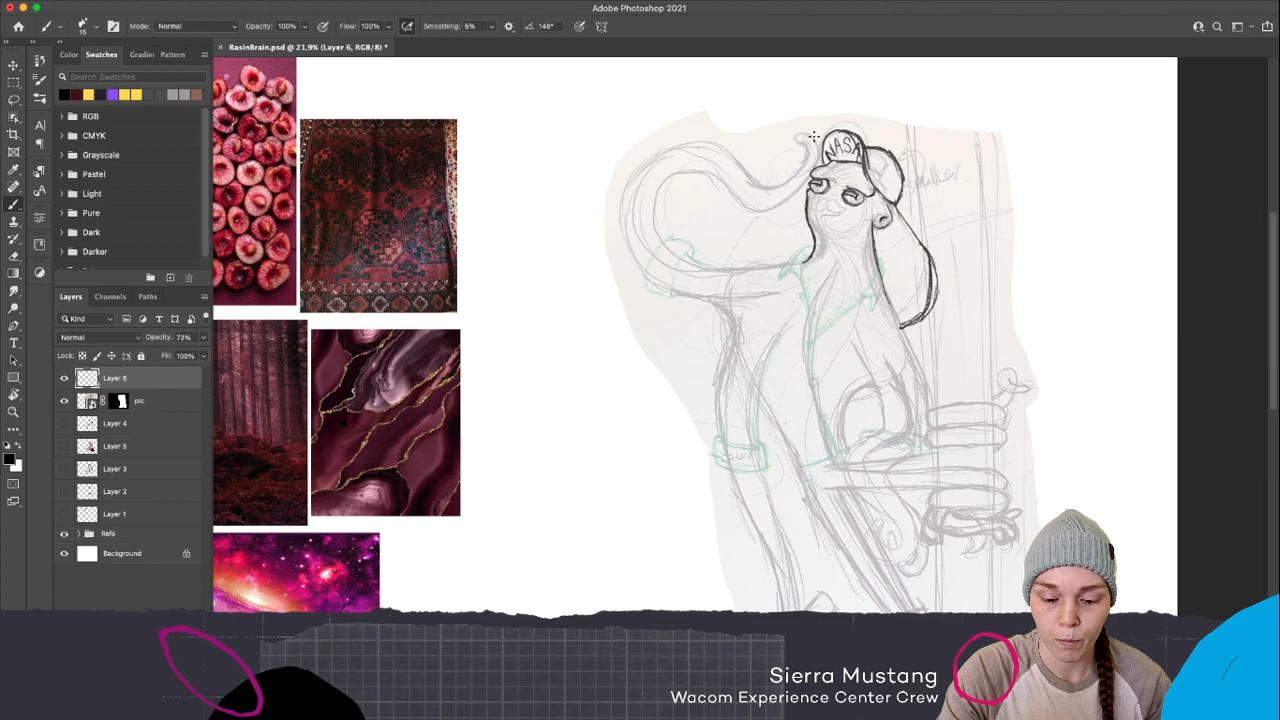 Adobe Photoshop 2021
15
Mode: Normal
Opacity: 100%
Flow: 100%
Smoothing: 5%
148°
RasinBrain.psd @ 21.9% (Layer 6, RGB/8) *
Color
Swatches
Gradier
Pattern
Search Swatches
RGB
CMYK
Grayscale
Pastel
Light
Pure
Dark
Darker
Layers
Channels
Paths
Kind
Normal
Opacity: 73%
Lock:
Fill: 100%
Layer 6
pic
Layer 4
Layer 5
Layer 3
Layer 2
Layer 1
Refs
Background
NASA
Sierra Mustang
Wacom Experience Center Crew